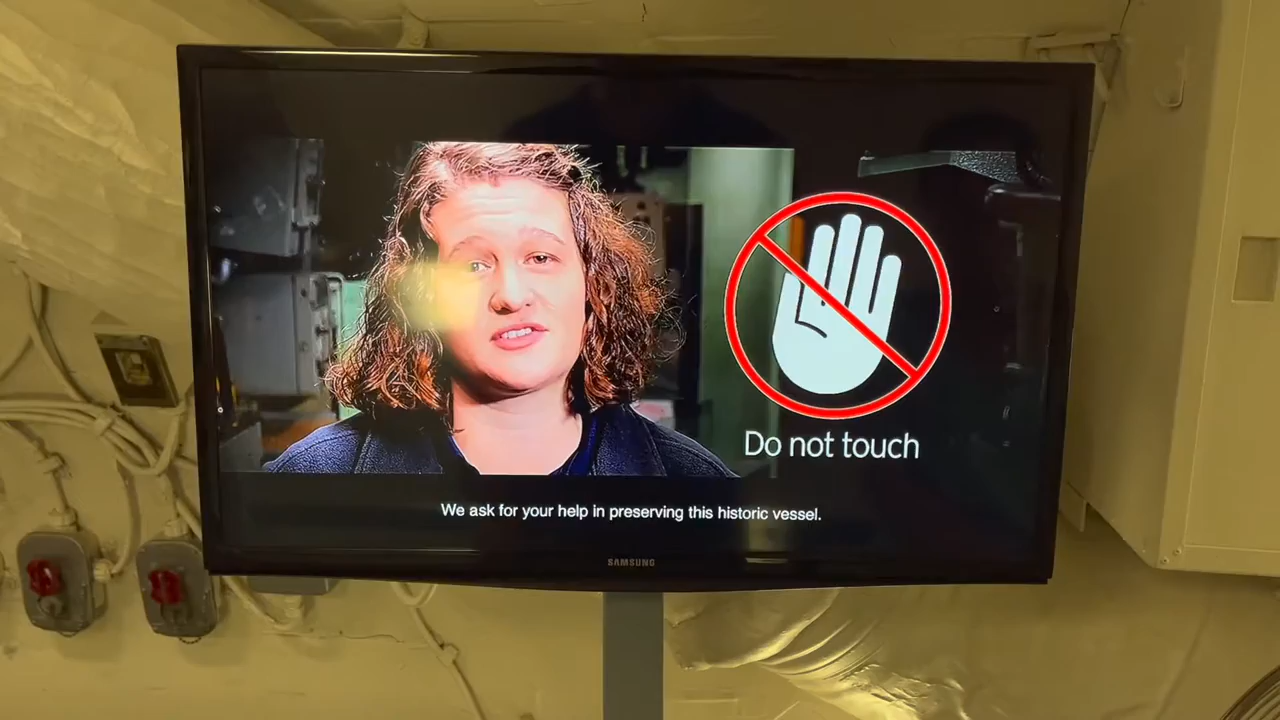 Do not touch
We ask for your help in preserving this historic vessel.
SAMSUNG